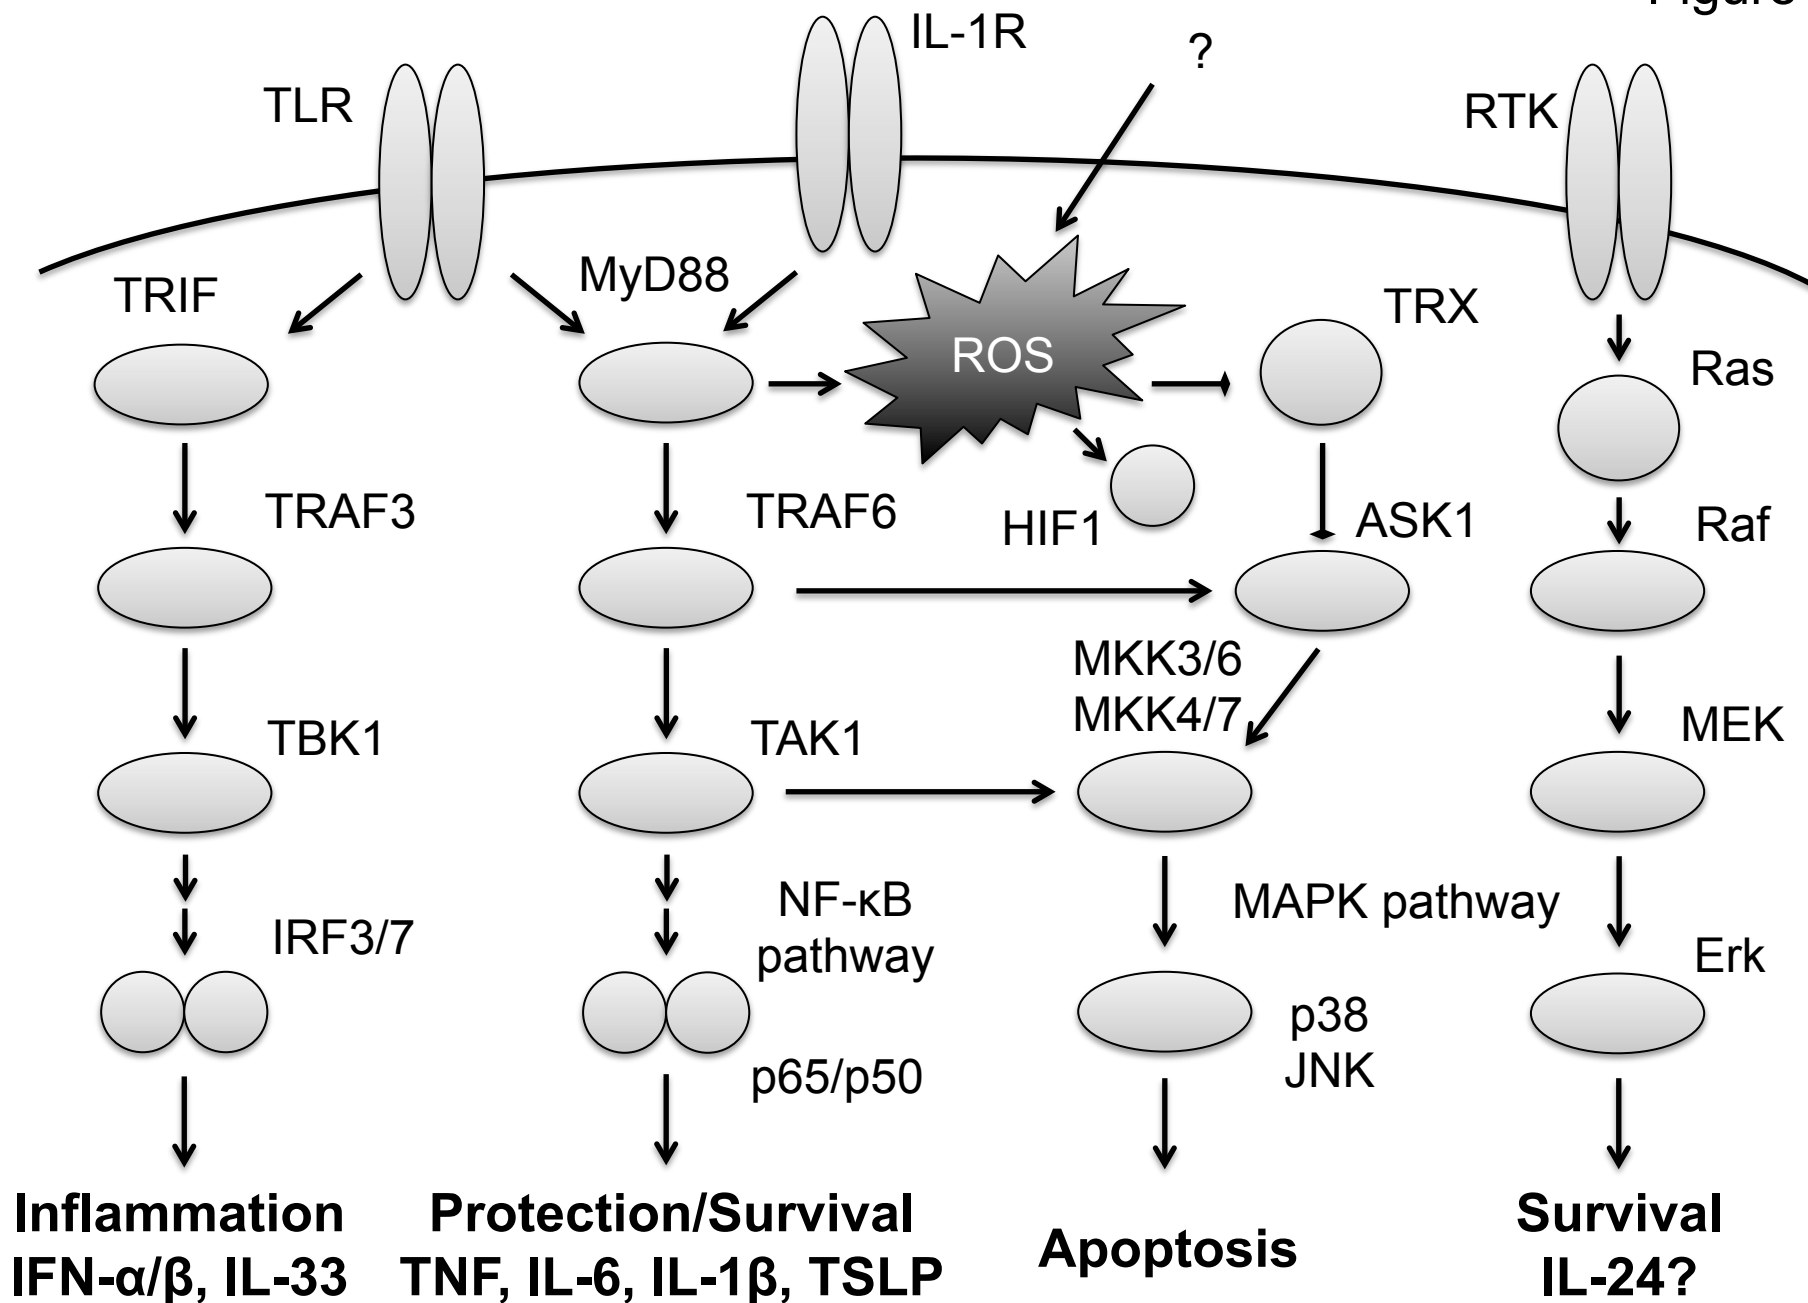 Figure
IL-1R
?
TLR
RTK
MyD88
TRIF
TRX
ROS
Ras
TRAF3
TRAF6
HIF1
ASK1
Raf
MKK3/6
MKK4/7
TBK1
TAK1
MEK
NF-κB
pathway
MAPK pathway
IRF3/7
Erk
p38
JNK
p65/p50
Inflammation
IFN-α/β, IL-33
Protection/Survival
TNF, IL-6, IL-1β, TSLP
Apoptosis
Survival
IL-24?